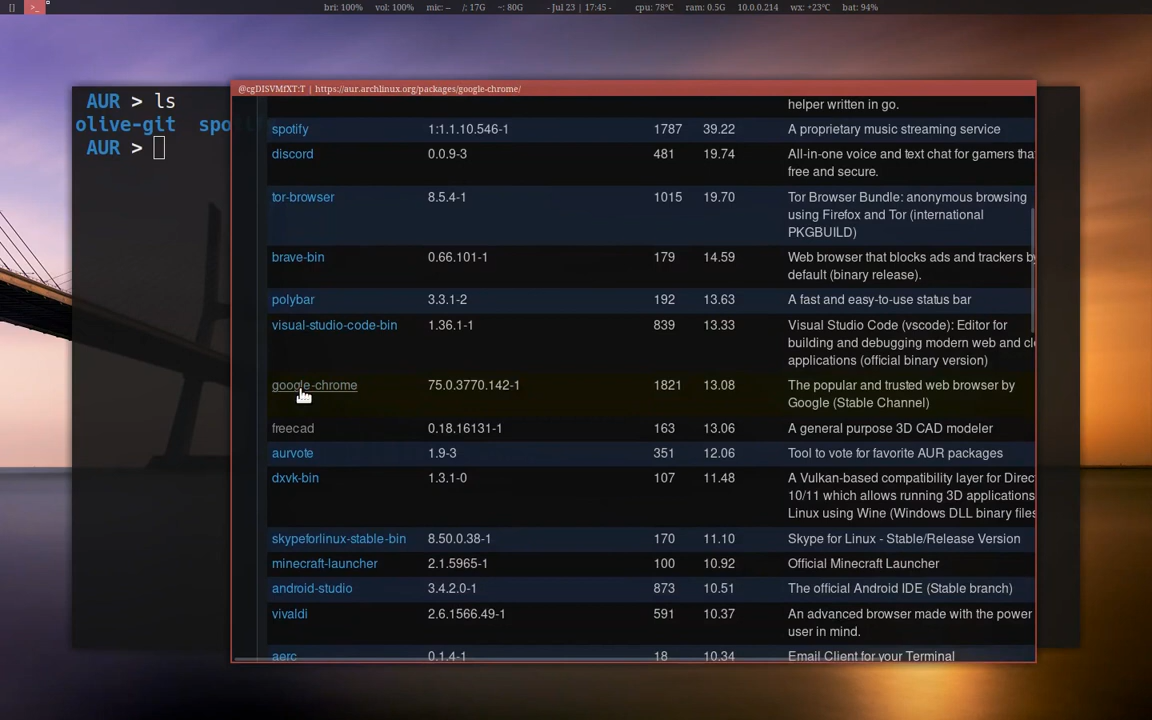 [] >_ bri: 100% vol: 100% mic: -- /: 17G ~: 80G - Jul 23 | 17:45 - cpu: 78°C ram: 0.5G 10.0.0.214 wx: +23°C bat: 94%
@cgDISVMfXT:T | https://aur.archlinux.org/packages/google-chrome/
AUR > ls
olive-git spo
AUR >
helper written in go.
spotify 1:1.1.10.546-1 1787 39.22 A proprietary music streaming service
discord 0.0.9-3 481 19.74 All-in-one voice and text chat for gamers tha
free and secure.
tor-browser 8.5.4-1 1015 19.70 Tor Browser Bundle: anonymous browsing
using Firefox and Tor (international
PKGBUILD)
brave-bin 0.66.101-1 179 14.59 Web browser that blocks ads and trackers by
default (binary release).
polybar 3.3.1-2 192 13.63 A fast and easy-to-use status bar
visual-studio-code-bin 1.36.1-1 839 13.33 Visual Studio Code (vscode): Editor for
building and debugging modern web and cl
applications (official binary version)
google-chrome 75.0.3770.142-1 1821 13.08 The popular and trusted web browser by
Google (Stable Channel)
freecad 0.18.16131-1 163 13.06 A general purpose 3D CAD modeler
aurvote 1.9-3 351 12.06 Tool to vote for favorite AUR packages
dxvk-bin 1.3.1-0 107 11.48 A Vulkan-based compatibility layer for Direc
10/11 which allows running 3D applications
Linux using Wine (Windows DLL binary files
skypeforlinux-stable-bin 8.50.0.38-1 170 11.10 Skype for Linux - Stable/Release Version
minecraft-launcher 2.1.5965-1 100 10.92 Official Minecraft Launcher
android-studio 3.4.2.0-1 873 10.51 The official Android IDE (Stable branch)
vivaldi 2.6.1566.49-1 591 10.37 An advanced browser made with the power
user in mind.
aerc 0.1.4-1 18 10.34 Email Client for your Terminal